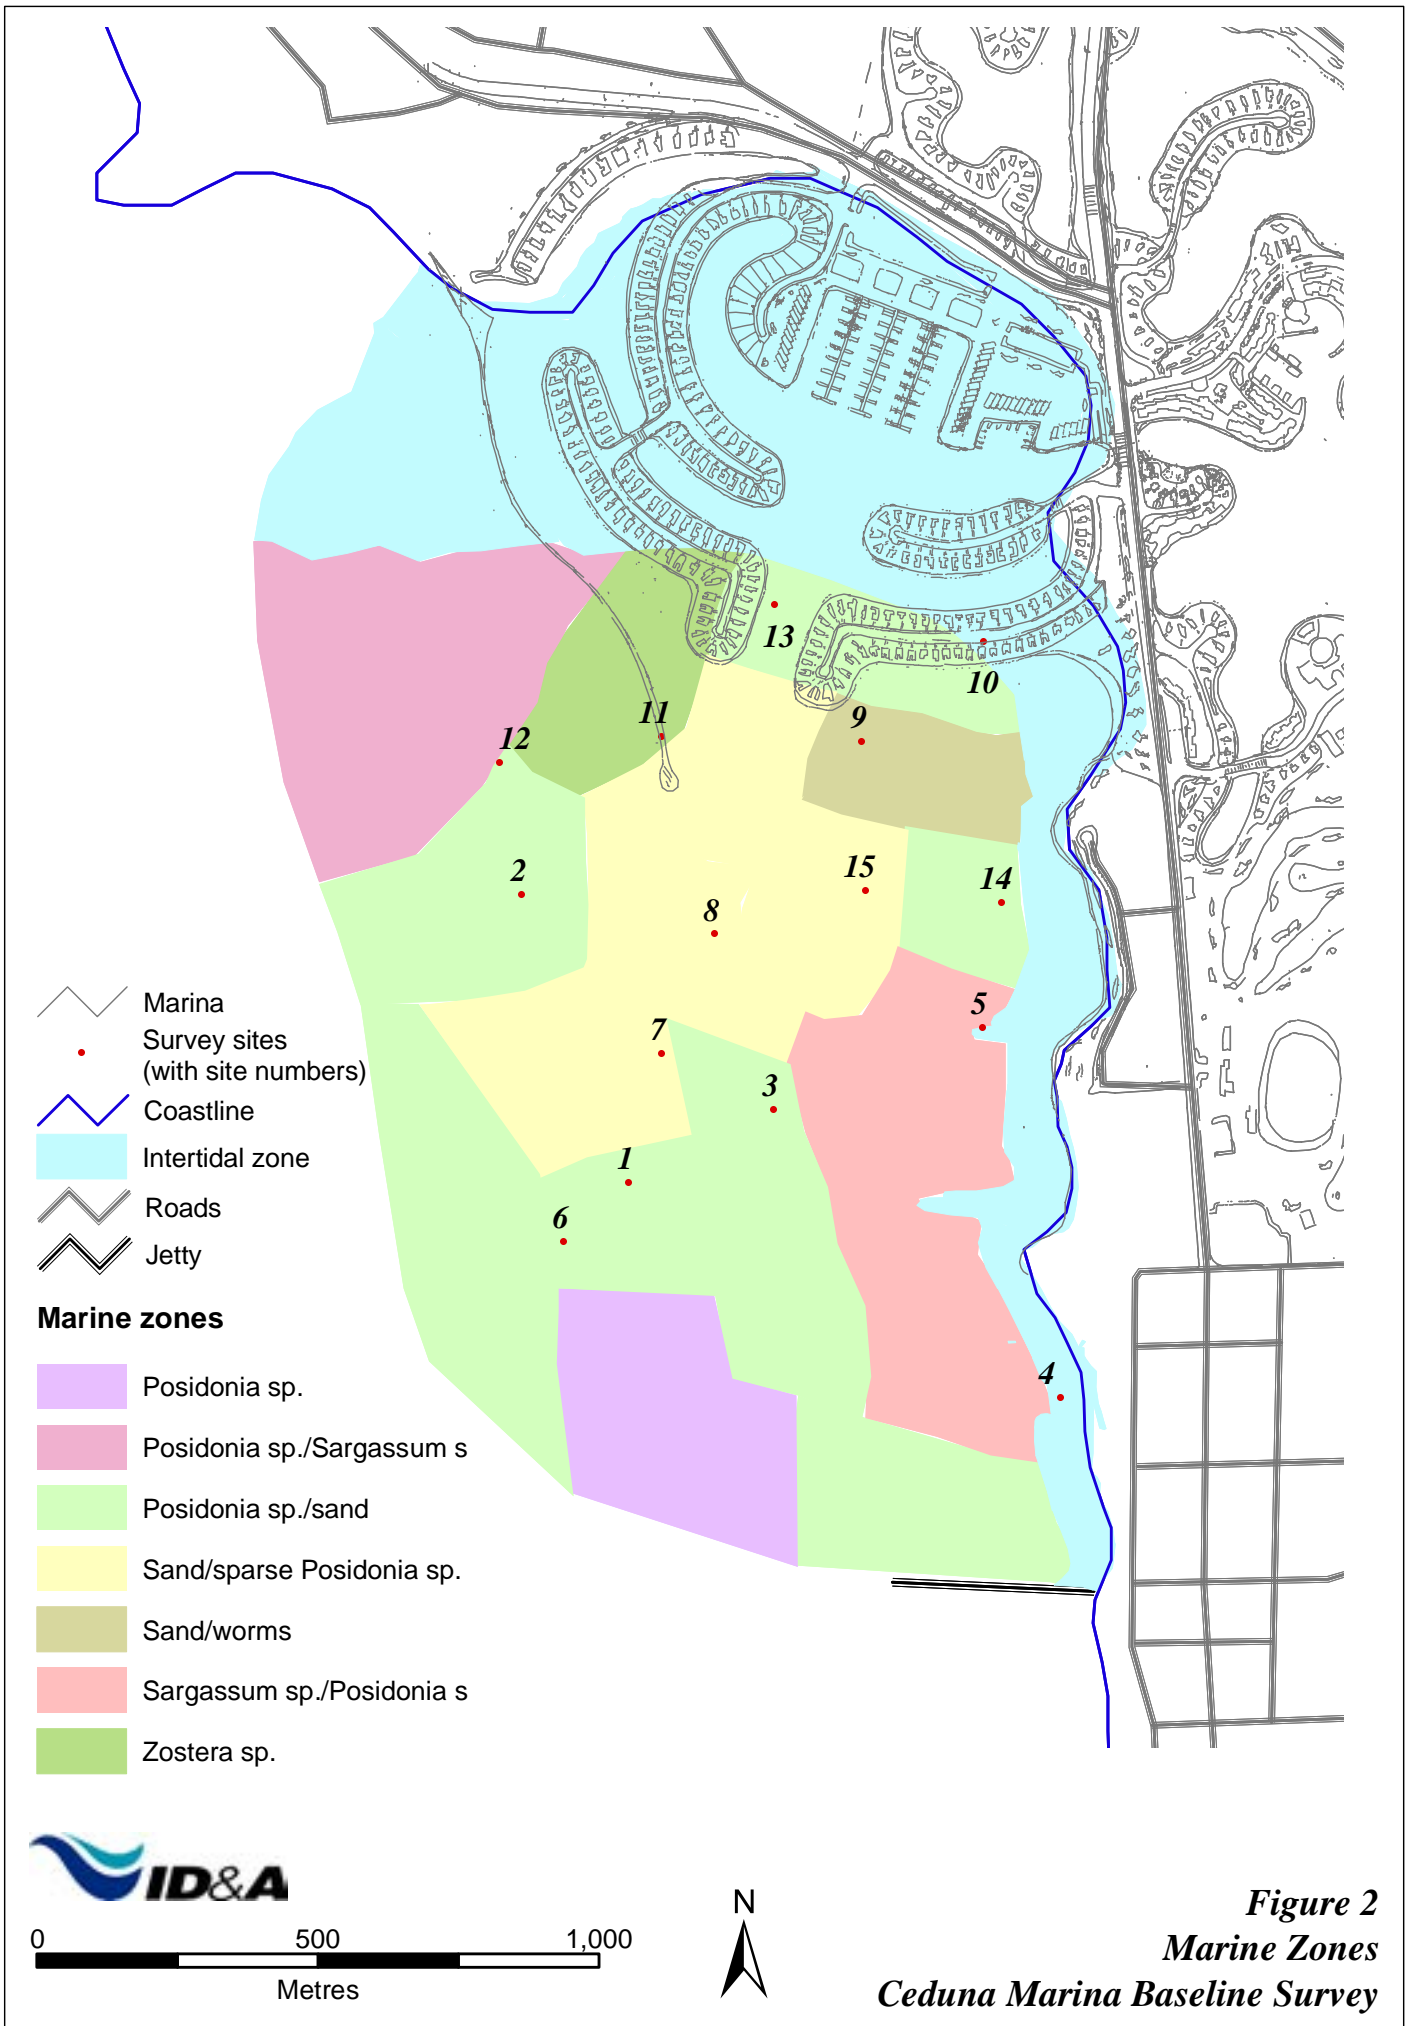 13
10
11
9
12
2
15
14
8
5
7
3
1
6
4
Marina
Survey sites
(with site numbers)
Coastline
Intertidal zone
Roads
Jetty
Marine zones
Posidonia sp.
Posidonia sp./Sargassum s
Posidonia sp./sand
Sand/sparse Posidonia sp.
Sand/worms
Sargassum sp./Posidonia s
Zostera sp.
ID&A
0 500 1,000
Metres
N
Figure 2
Marine Zones
Ceduna Marina Baseline Survey